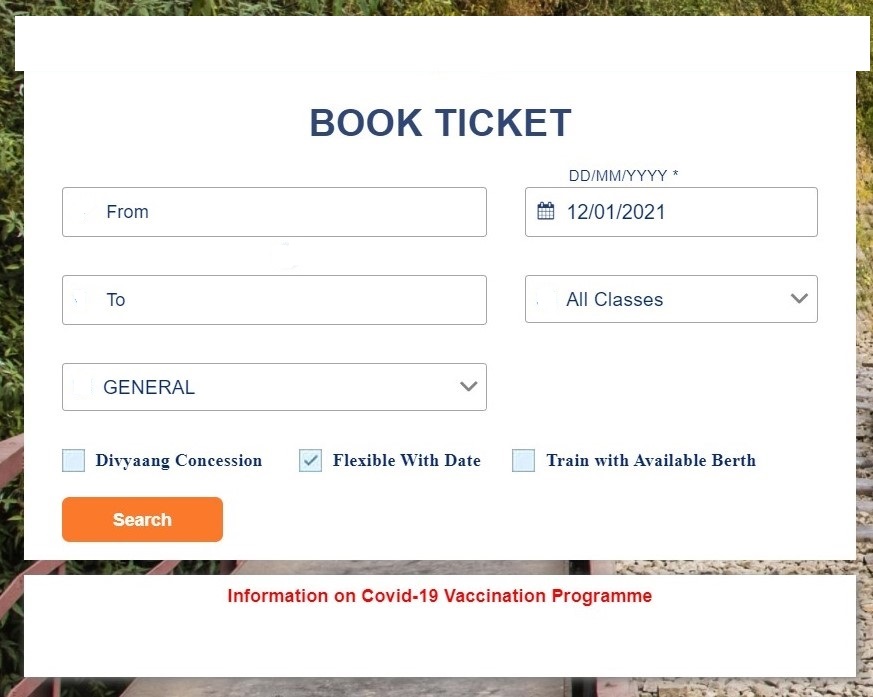 BOOK TICKET
DD/MM/YYYY *
From
12/01/2021
To
All Classes
GENERAL
Divyaang Concession
Flexible With Date
Train with Available Berth
Search
Information on Covid-19 Vaccination Programme